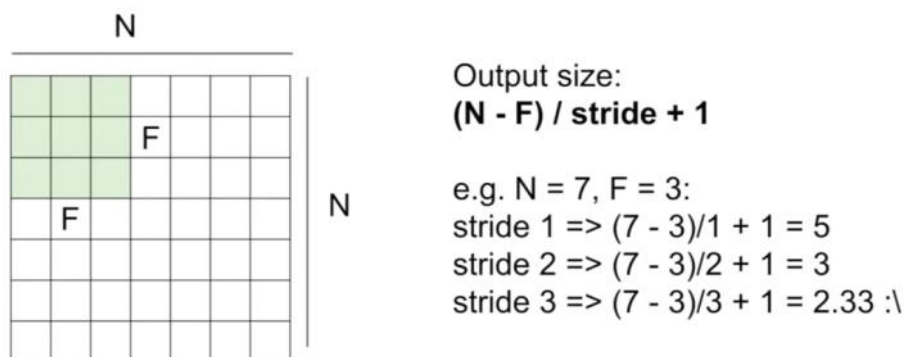 N
F
F
N
Output size:
(N - F) / stride + 1
e.g. N = 7, F = 3:
stride 1 => (7 - 3)/1 + 1 = 5
stride 2 => (7 - 3)/2 + 1 = 3
stride 3 => (7 - 3)/3 + 1 = 2.33 :\